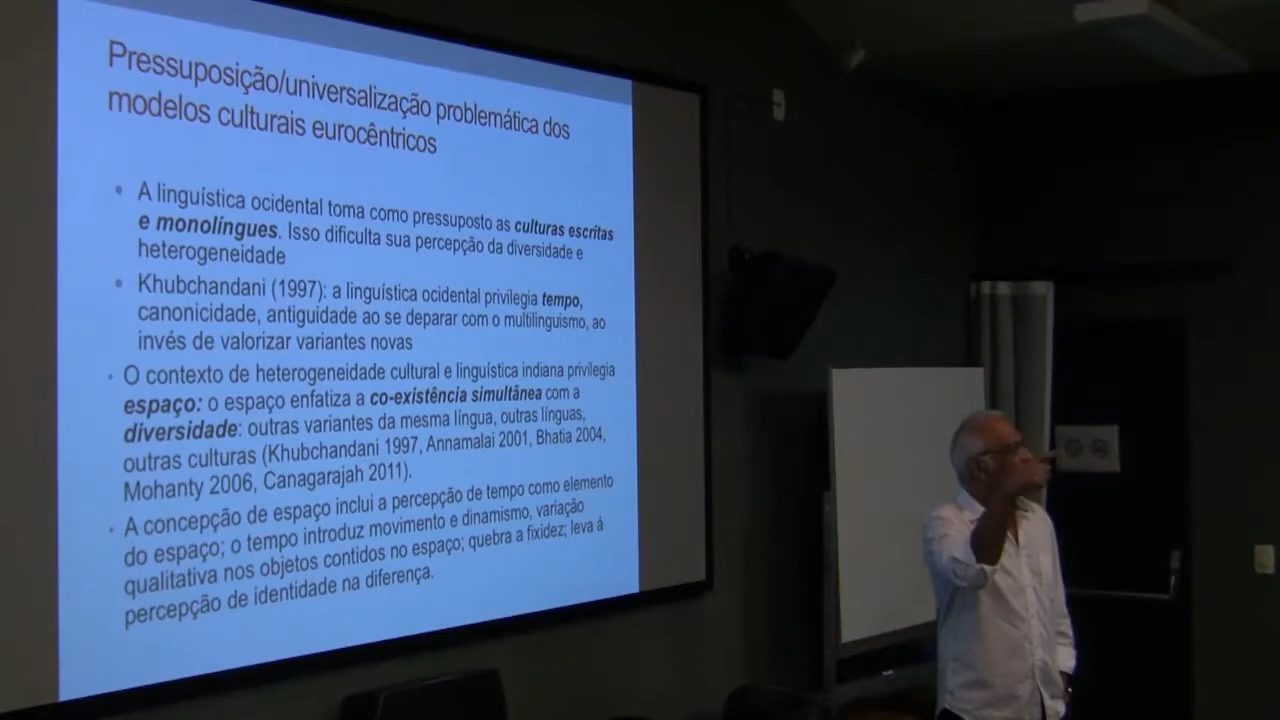 Pressuposição/universalização problemática dos
modelos culturais eurocêntricos
• A linguística ocidental toma como pressuposto as culturas escritas
e monolíngues. Isso dificulta sua percepção da diversidade e
heterogeneidade
• Khubchandani (1997): a linguística ocidental privilegia tempo,
canonicidade, antiguidade ao se deparar com o multilinguismo, ao
invés de valorizar variantes novas
• O contexto de heterogeneidade cultural e linguística indiana privilegia
espaço: o espaço enfatiza a co-existência simultânea com a
diversidade: outras variantes da mesma língua, outras línguas,
outras culturas (Khubchandani 1997, Annamalai 2001, Bhatia 2004,
Mohanty 2006, Canagarajah 2011).
• A concepção de espaço inclui a percepção de tempo como elemento
do espaço; o tempo introduz movimento e dinamismo, variação
qualitativa nos objetos contidos no espaço; quebra a fixidez; leva á
percepção de identidade na diferença.